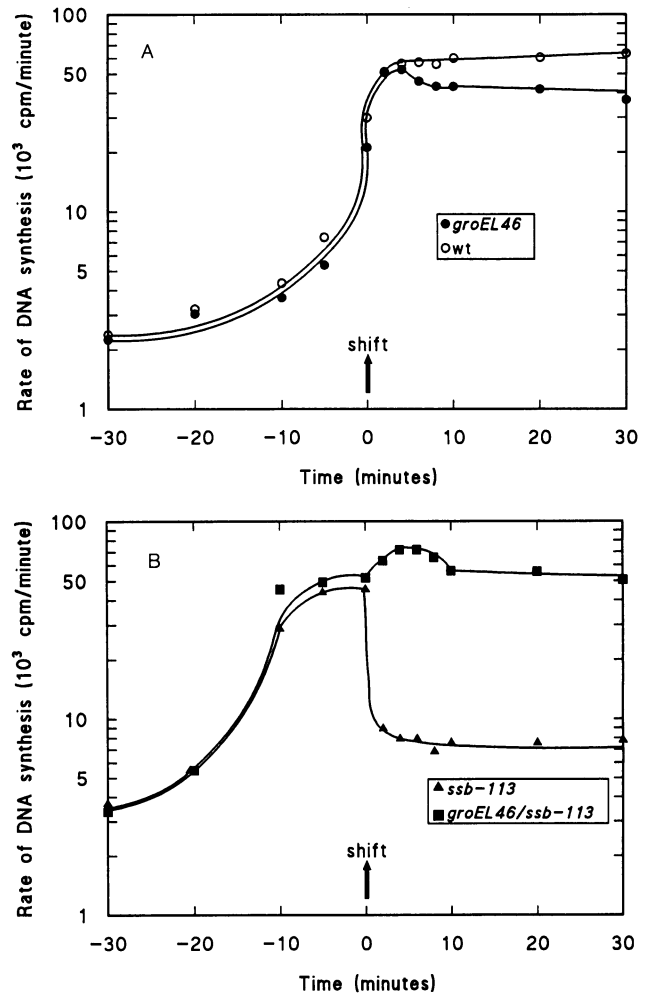 A
Rate of DNA synthesis (10³ cpm/minute)
100
50
10
5
1
groEL46
wt
shift
−30 −20 −10 0 10 20 30
Time (minutes)
B
Rate of DNA synthesis (10³ cpm/minute)
100
50
10
5
1
ssb-113
groEL46/ssb-113
shift
−30 −20 −10 0 10 20 30
Time (minutes)